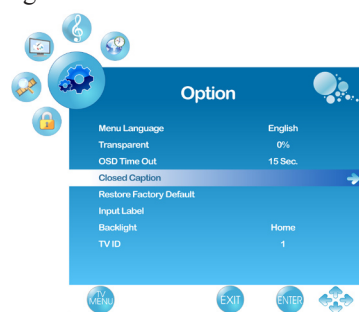 g
Option
Menu Language English
Transparent 0%
OSD Time Out 15 Sec.
Closed Caption
Restore Factory Default
Input Label
Backlight Home
TV ID 1
TV MENU EXIT ENTER